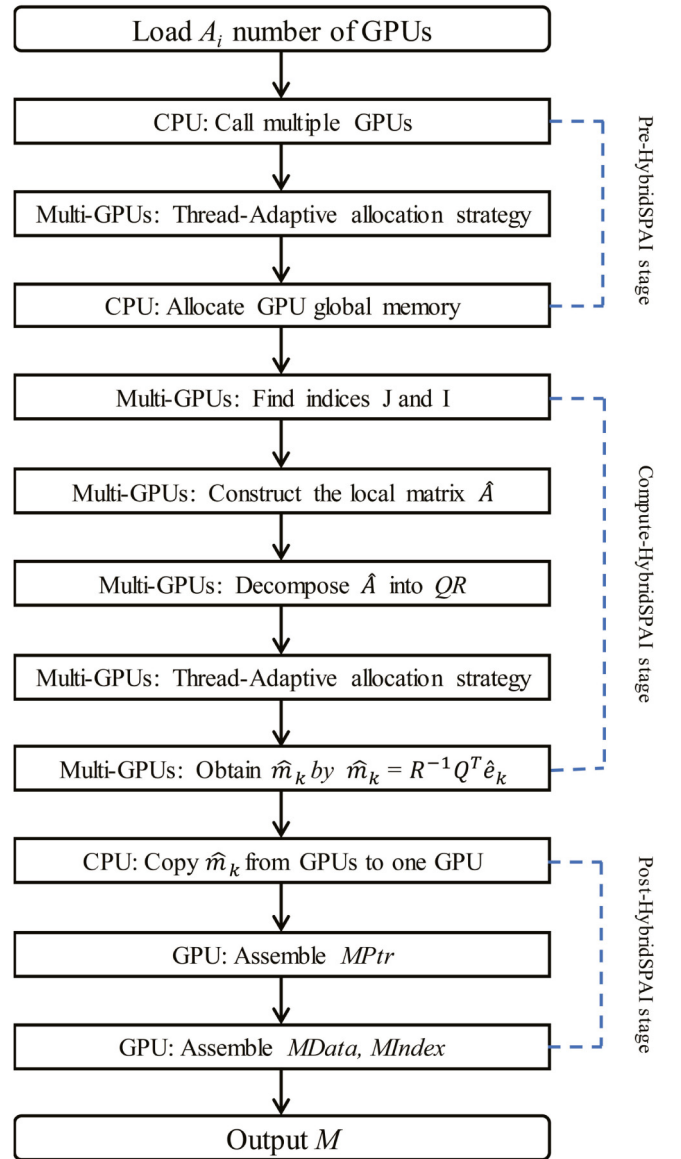 Load A_i number of GPUs
CPU: Call multiple GPUs
Multi-GPUs: Thread-Adaptive allocation strategy
CPU: Allocate GPU global memory
Pre-HybridSPAI stage
Multi-GPUs: Find indices J and I
Multi-GPUs: Construct the local matrix Â
Multi-GPUs: Decompose Â into QR
Multi-GPUs: Thread-Adaptive allocation strategy
Multi-GPUs: Obtain m̂_k by m̂_k = R⁻¹Qᵀê_k
Compute-HybridSPAI stage
CPU: Copy m̂_k from GPUs to one GPU
GPU: Assemble MPtr
GPU: Assemble MData, MIndex
Post-HybridSPAI stage
Output M